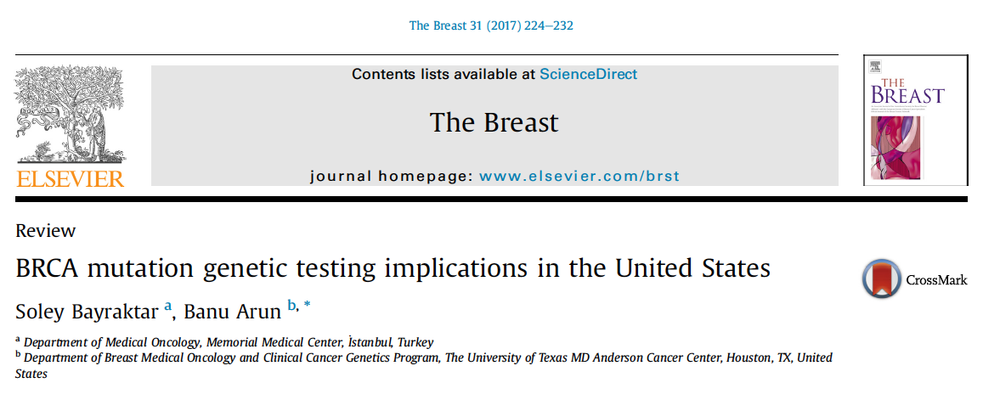 The Breast 31 (2017) 224–232
Contents lists available at ScienceDirect
The Breast
journal homepage: www.elsevier.com/brst
ELSEVIER
THE
BREAST
Review
BRCA mutation genetic testing implications in the United States
CrossMark
Soley Bayraktar a, Banu Arun b, *
a Department of Medical Oncology, Memorial Medical Center, İstanbul, Turkey
b Department of Breast Medical Oncology and Clinical Cancer Genetics Program, The University of Texas MD Anderson Cancer Center, Houston, TX, United
States